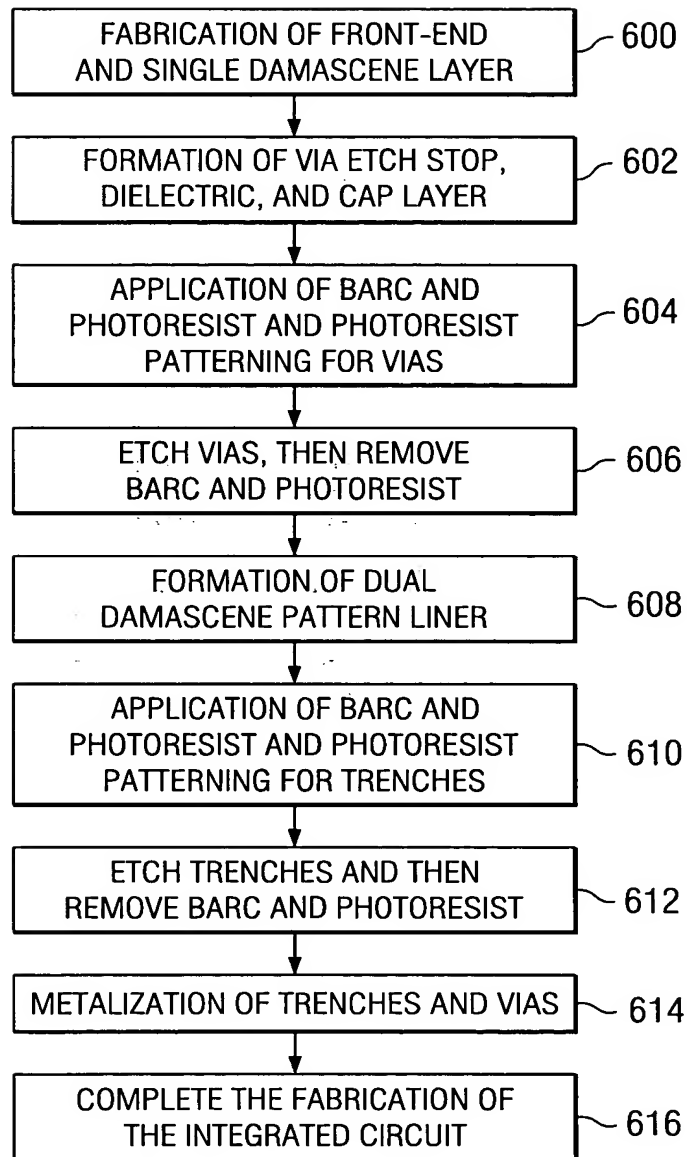 FABRICATION OF FRONT-END
AND SINGLE DAMASCENE LAYER
600
FORMATION OF VIA ETCH STOP,
DIELECTRIC, AND CAP LAYER
602
APPLICATION OF BARC AND
PHOTORESIST AND PHOTORESIST
PATTERNING FOR VIAS
604
ETCH VIAS, THEN REMOVE
BARC AND PHOTORESIST
606
FORMATION OF DUAL
DAMASCENE PATTERN LINER
608
APPLICATION OF BARC AND
PHOTORESIST AND PHOTORESIST
PATTERNING FOR TRENCHES
610
ETCH TRENCHES AND THEN
REMOVE BARC AND PHOTORESIST
612
METALIZATION OF TRENCHES AND VIAS
614
COMPLETE THE FABRICATION OF
THE INTEGRATED CIRCUIT
616